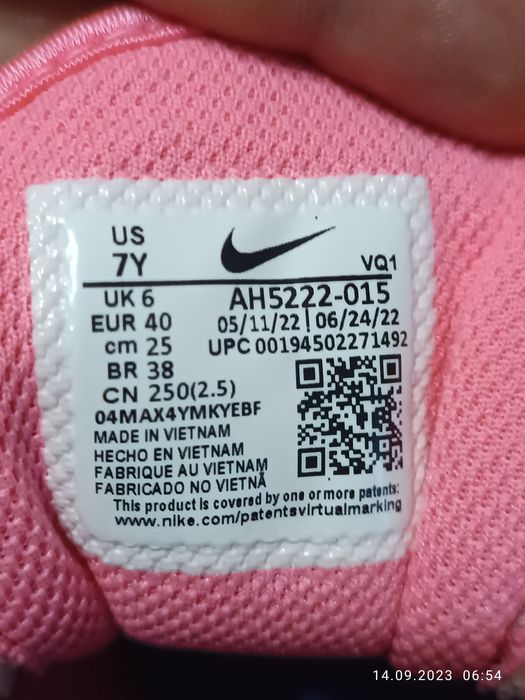 US
7Y
VQ1
UK 6
AH5222-015
EUR 40
05/11/22 | 06/24/22
cm 25
UPC 00194502271492
BR 38
CN 250(2.5)
04MAX4YMKYEBF
MADE IN VIETNAM
HECHO EN VIETNAM
FABRIQUE AU VIETNAM
FABRICADO NO VIETNÃ
This product is covered by one or more patents:
www.nike.com/patentsvirtualmarking
14.09.2023 06:54